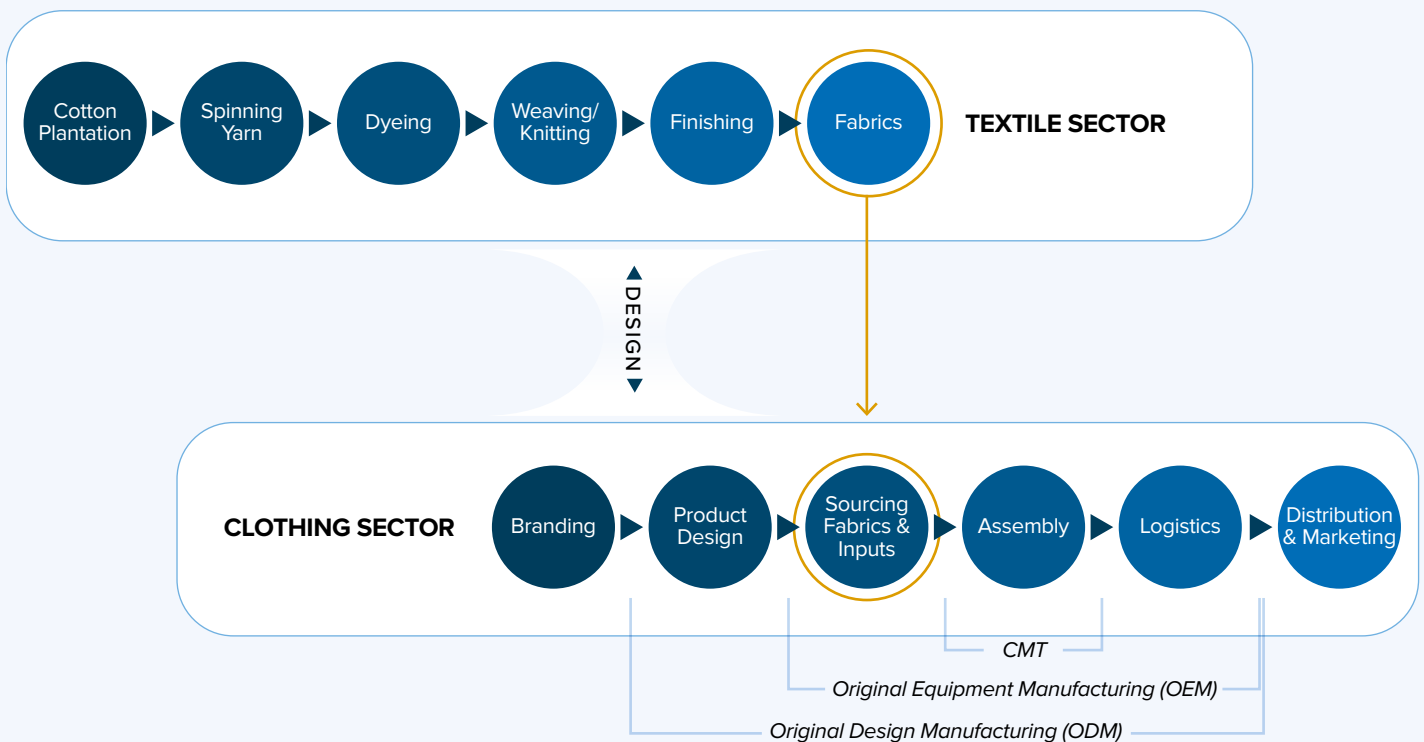 Cotton
Plantation
Spinning
Yarn
Dyeing
Weaving/
Knitting
Finishing
Fabrics
TEXTILE SECTOR
DESIGN
CLOTHING SECTOR
Branding
Product
Design
Sourcing
Fabrics &
Inputs
Assembly
Logistics
Distribution
& Marketing
CMT
Original Equipment Manufacturing (OEM)
Original Design Manufacturing (ODM)